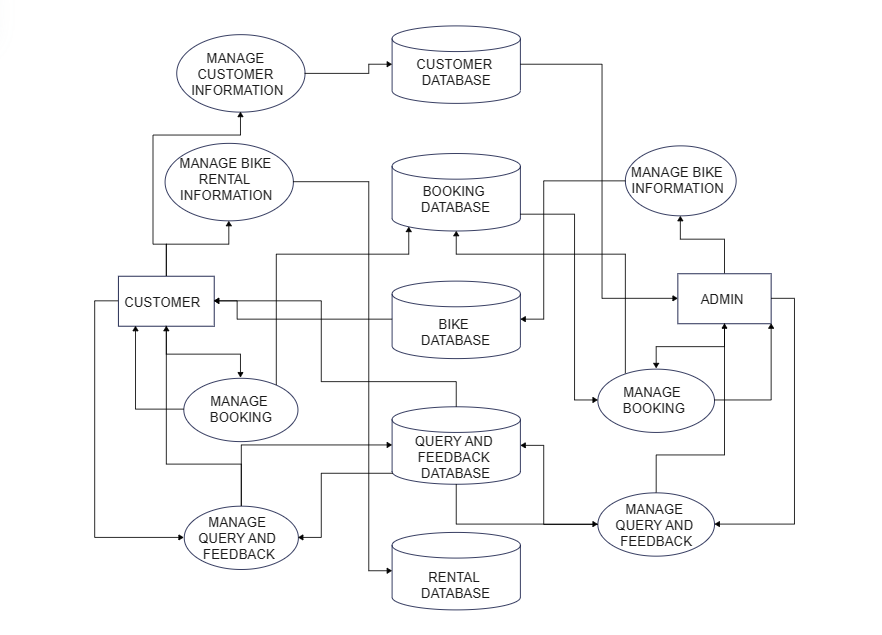 MANAGE
CUSTOMER
INFORMATION
CUSTOMER
DATABASE
MANAGE BIKE
RENTAL
INFORMATION
BOOKING
DATABASE
MANAGE BIKE
INFORMATION
CUSTOMER
BIKE
DATABASE
ADMIN
MANAGE
BOOKING
MANAGE
BOOKING
QUERY AND
FEEDBACK
DATABASE
MANAGE
QUERY AND
FEEDBACK
MANAGE
QUERY AND
FEEDBACK
RENTAL
DATABASE